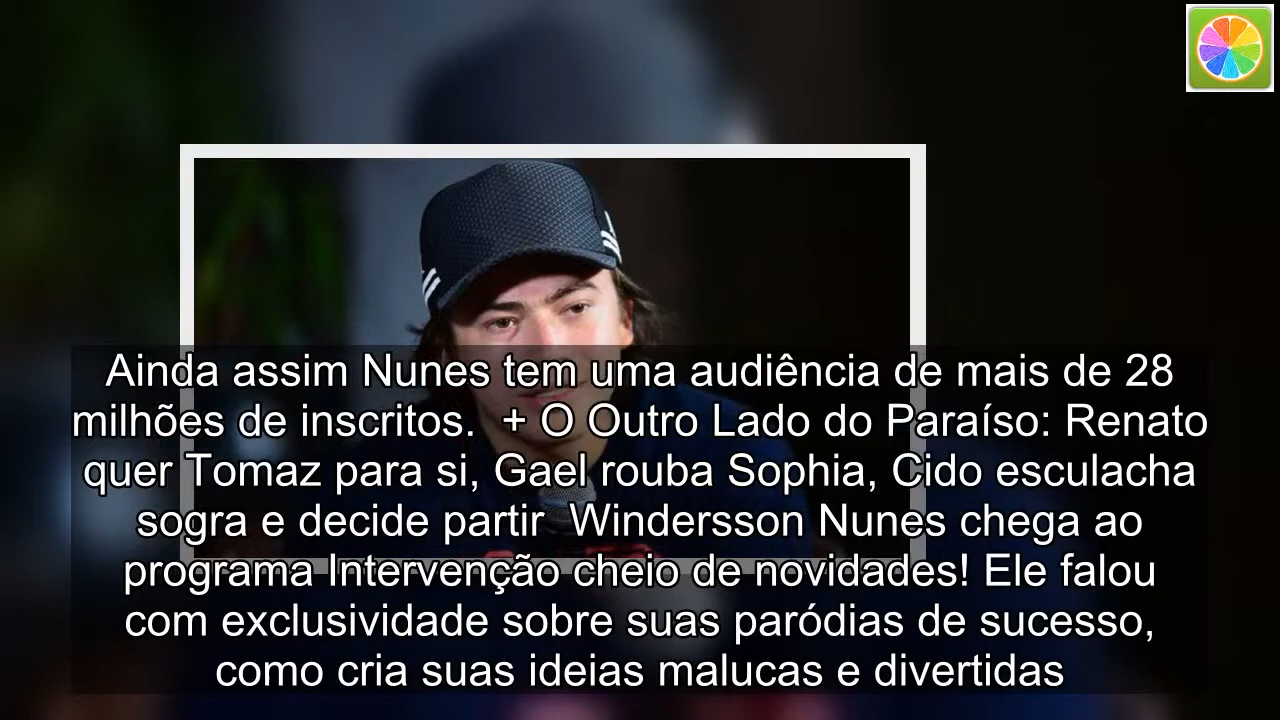 Ainda assim Nunes tem uma audiência de mais de 28
milhões de inscritos.  + O Outro Lado do Paraíso: Renato
quer Tomaz para si, Gael rouba Sophia, Cido esculacha
sogra e decide partir  Windersson Nunes chega ao
programa Intervenção cheio de novidades! Ele falou
com exclusividade sobre suas paródias de sucesso,
como cria suas ideias malucas e divertidas